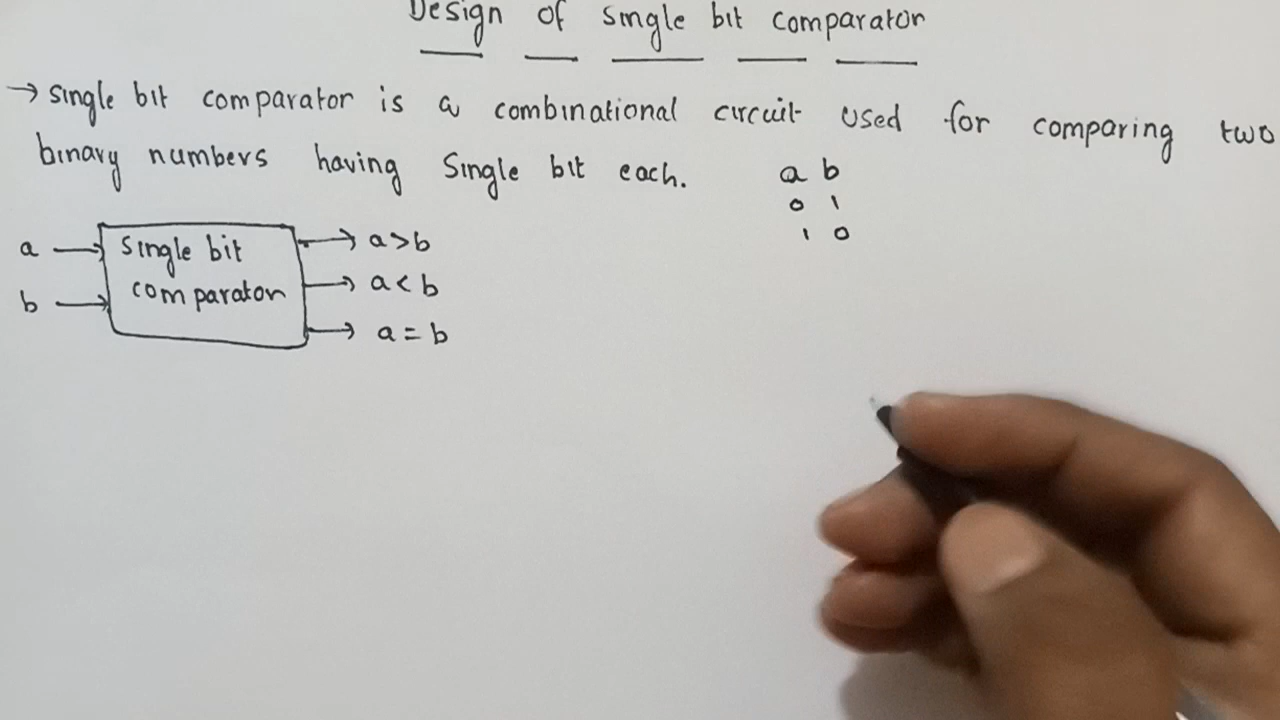 Design of single bit comparator
→ single bit comparator is a combinational circuit used for comparing two
binary numbers having single bit each.
a b
0 1
1 0
a
b
single bit
comparator
a>b
a<b
a=b